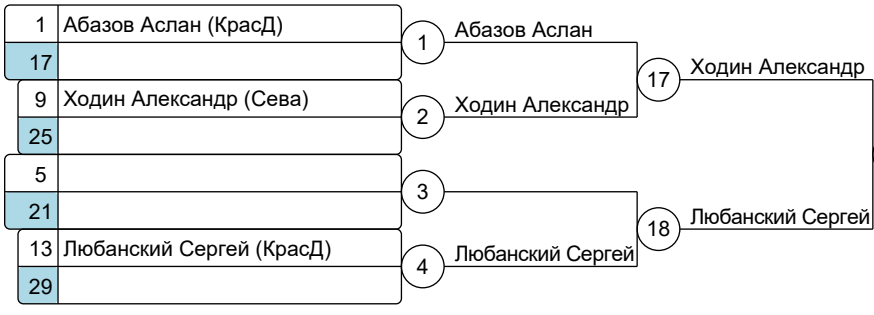 1 Абазов Аслан (КрасД)
17
1 Абазов Аслан
9 Ходин Александр (Сева)
25
2 Ходин Александр
17 Ходин Александр
5
21
3
13 Любанский Сергей (КрасД)
29
4 Любанский Сергей
18 Любанский Сергей